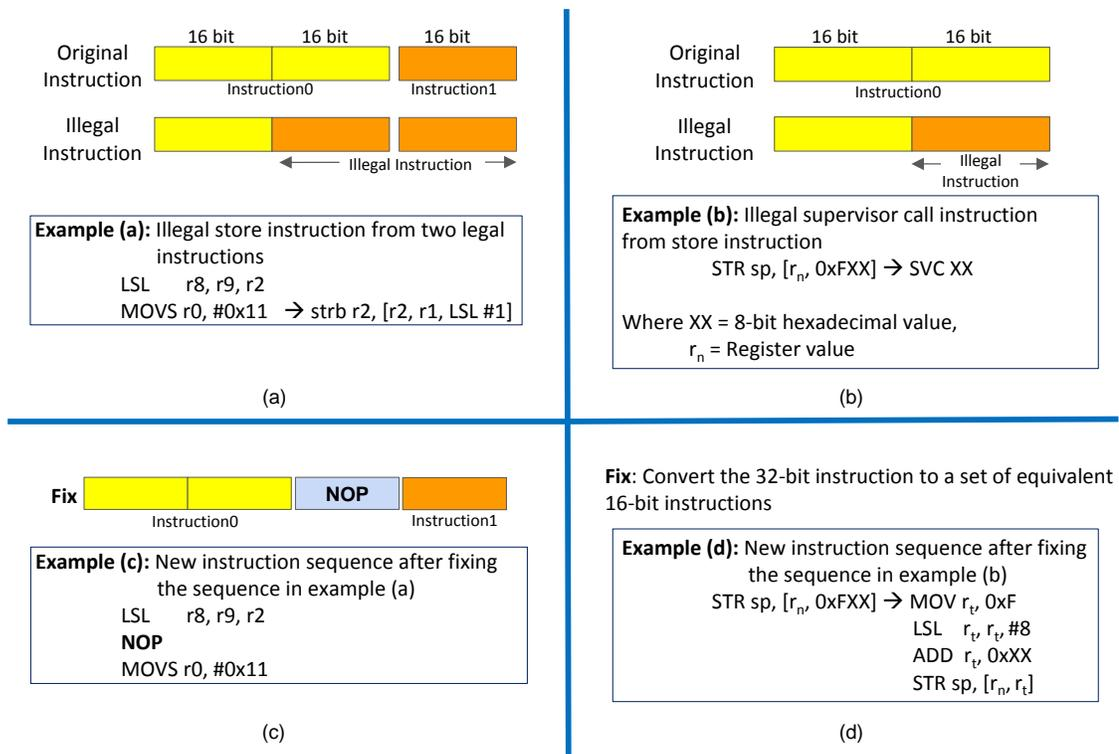 16 bit 16 bit 16 bit
Original
Instruction
Instruction0 Instruction1
Illegal
Instruction
Illegal Instruction
Example (a): Illegal store instruction from two legal
instructions
LSL r8, r9, r2
MOVS r0, #0x11 → strb r2, [r2, r1, LSL #1]
(a)
16 bit 16 bit
Original
Instruction
Instruction0
Illegal
Instruction
Illegal
Instruction
Example (b): Illegal supervisor call instruction
from store instruction
STR sp, [rn, 0xFXX] → SVC XX
Where XX = 8-bit hexadecimal value,
rn = Register value
(b)
Fix NOP
Instruction0 Instruction1
Example (c): New instruction sequence after fixing
the sequence in example (a)
LSL r8, r9, r2
NOP
MOVS r0, #0x11
(c)
Fix: Convert the 32-bit instruction to a set of equivalent
16-bit instructions
Example (d): New instruction sequence after fixing
the sequence in example (b)
STR sp, [rn, 0xFXX] → MOV rt, 0xF
LSL rt, rt, #8
ADD rt, 0xXX
STR sp, [rn, rt]
(d)